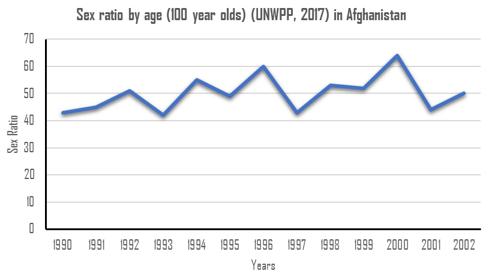 Sex ratio by age (100 year olds) (UNWPP, 2017) in Afghanistan
70
60
50
40
30
20
10
0
Sex Ratio
1990 1991 1992 1993 1994 1995 1996 1997 1998 1999 2000 2001 2002
Years